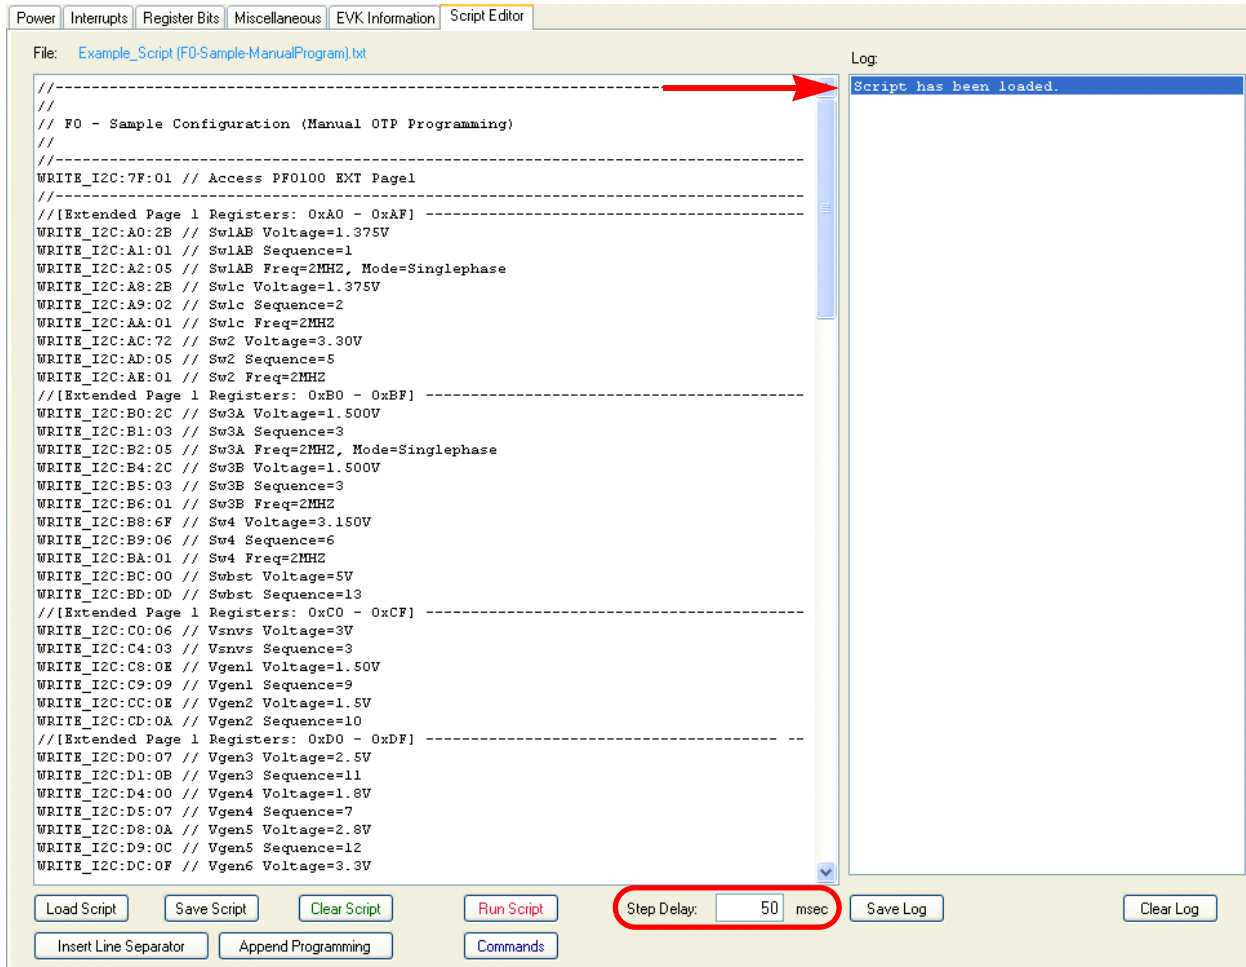 Power Interrupts Register Bits Miscellaneous EVK Information Script Editor
File: Example_Script (F0-Sample-ManualProgram).txt
Log:
//-----------------------------------------------------------------------------------
//
// F0 - Sample Configuration (Manual OTP Programming)
//
//-----------------------------------------------------------------------------------
WRITE_I2C:7F:01 // Access PF0100 EXT Page1
//-----------------------------------------------------------------------------------
//[Extended Page 1 Registers: 0xA0 - 0xAF] ------------------------------------------
WRITE_I2C:A0:2B // Sw1AB Voltage=1.375V
WRITE_I2C:A1:01 // Sw1AB Sequence=1
WRITE_I2C:A2:05 // Sw1AB Freq=2MHZ, Mode=Singlephase
WRITE_I2C:A8:2B // Sw1c Voltage=1.375V
WRITE_I2C:A9:02 // Sw1c Sequence=2
WRITE_I2C:AA:01 // Sw1c Freq=2MHZ
WRITE_I2C:AC:72 // Sw2 Voltage=3.30V
WRITE_I2C:AD:05 // Sw2 Sequence=5
WRITE_I2C:AE:01 // Sw2 Freq=2MHZ
//[Extended Page 1 Registers: 0xB0 - 0xBF] ------------------------------------------
WRITE_I2C:B0:2C // Sw3A Voltage=1.500V
WRITE_I2C:B1:03 // Sw3A Sequence=3
WRITE_I2C:B2:05 // Sw3A Freq=2MHZ, Mode=Singlephase
WRITE_I2C:B4:2C // Sw3B Voltage=1.500V
WRITE_I2C:B5:03 // Sw3B Sequence=3
WRITE_I2C:B6:01 // Sw3B Freq=2MHZ
WRITE_I2C:B8:6F // Sw4 Voltage=3.150V
WRITE_I2C:B9:06 // Sw4 Sequence=6
WRITE_I2C:BA:01 // Sw4 Freq=2MHZ
WRITE_I2C:BC:00 // Swbst Voltage=5V
WRITE_I2C:BD:0D // Swbst Sequence=13
//[Extended Page 1 Registers: 0xC0 - 0xCF] ------------------------------------------
WRITE_I2C:C0:06 // Vsnvs Voltage=3V
WRITE_I2C:C4:03 // Vsnvs Sequence=3
WRITE_I2C:C8:0E // Vgen1 Voltage=1.50V
WRITE_I2C:C9:09 // Vgen1 Sequence=9
WRITE_I2C:CC:0E // Vgen2 Voltage=1.5V
WRITE_I2C:CD:0A // Vgen2 Sequence=10
//[Extended Page 1 Registers: 0xD0 - 0xDF] --------------------------------------- --
WRITE_I2C:D0:07 // Vgen3 Voltage=2.5V
WRITE_I2C:D1:0B // Vgen3 Sequence=11
WRITE_I2C:D4:00 // Vgen4 Voltage=1.8V
WRITE_I2C:D5:07 // Vgen4 Sequence=7
WRITE_I2C:D8:0A // Vgen5 Voltage=2.8V
WRITE_I2C:D9:0C // Vgen5 Sequence=12
WRITE_I2C:DC:0F // Vgen6 Voltage=3.3V
Script has been loaded.
Load Script Save Script Clear Script Run Script Step Delay: 50 msec Save Log Clear Log
Insert Line Separator Append Programming Commands